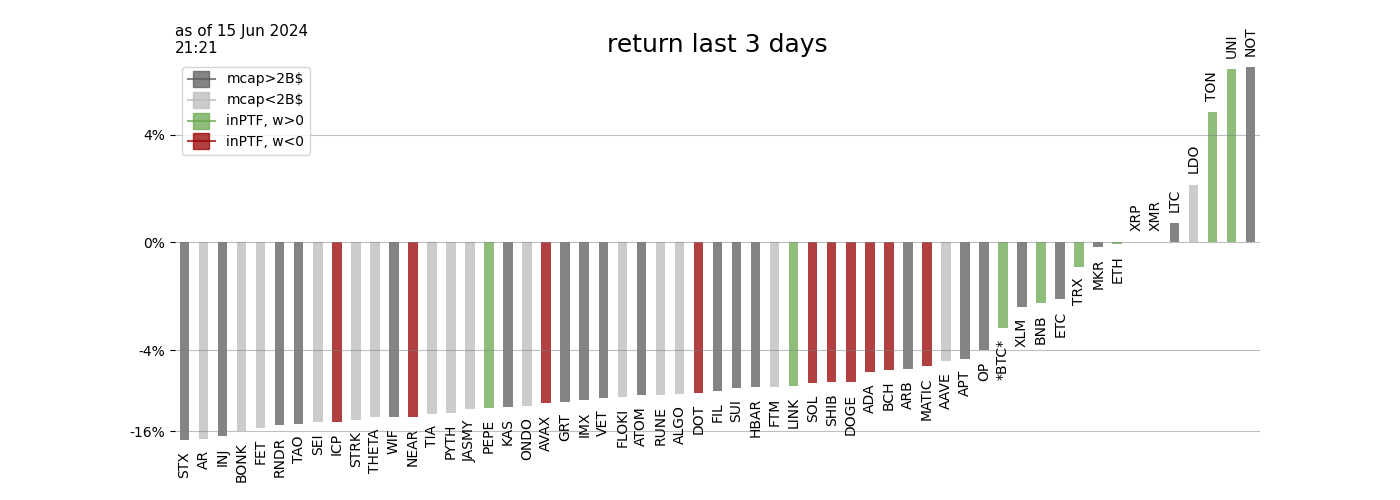 as of 15 Jun 2024
21:21
return last 3 days
mcap>2B$
mcap<2B$
inPTF, w>0
inPTF, w<0
4%
0%
-4%
-16%
STX
AR
INJ
BONK
FET
RNDR
TAO
SEI
ICP
STRK
THETA
WIF
NEAR
TIA
PYTH
JASMY
PEPE
KAS
ONDO
AVAX
GRT
IMX
VET
FLOKI
ATOM
RUNE
ALGO
DOT
FIL
SUI
HBAR
FTM
LINK
SOL
SHIB
DOGE
ADA
BCH
ARB
MATIC
AAVE
APT
OP
*BTC*
XLM
BNB
ETC
TRX
MKR
ETH
XRP
XMR
LTC
LDO
TON
UNI
NOT